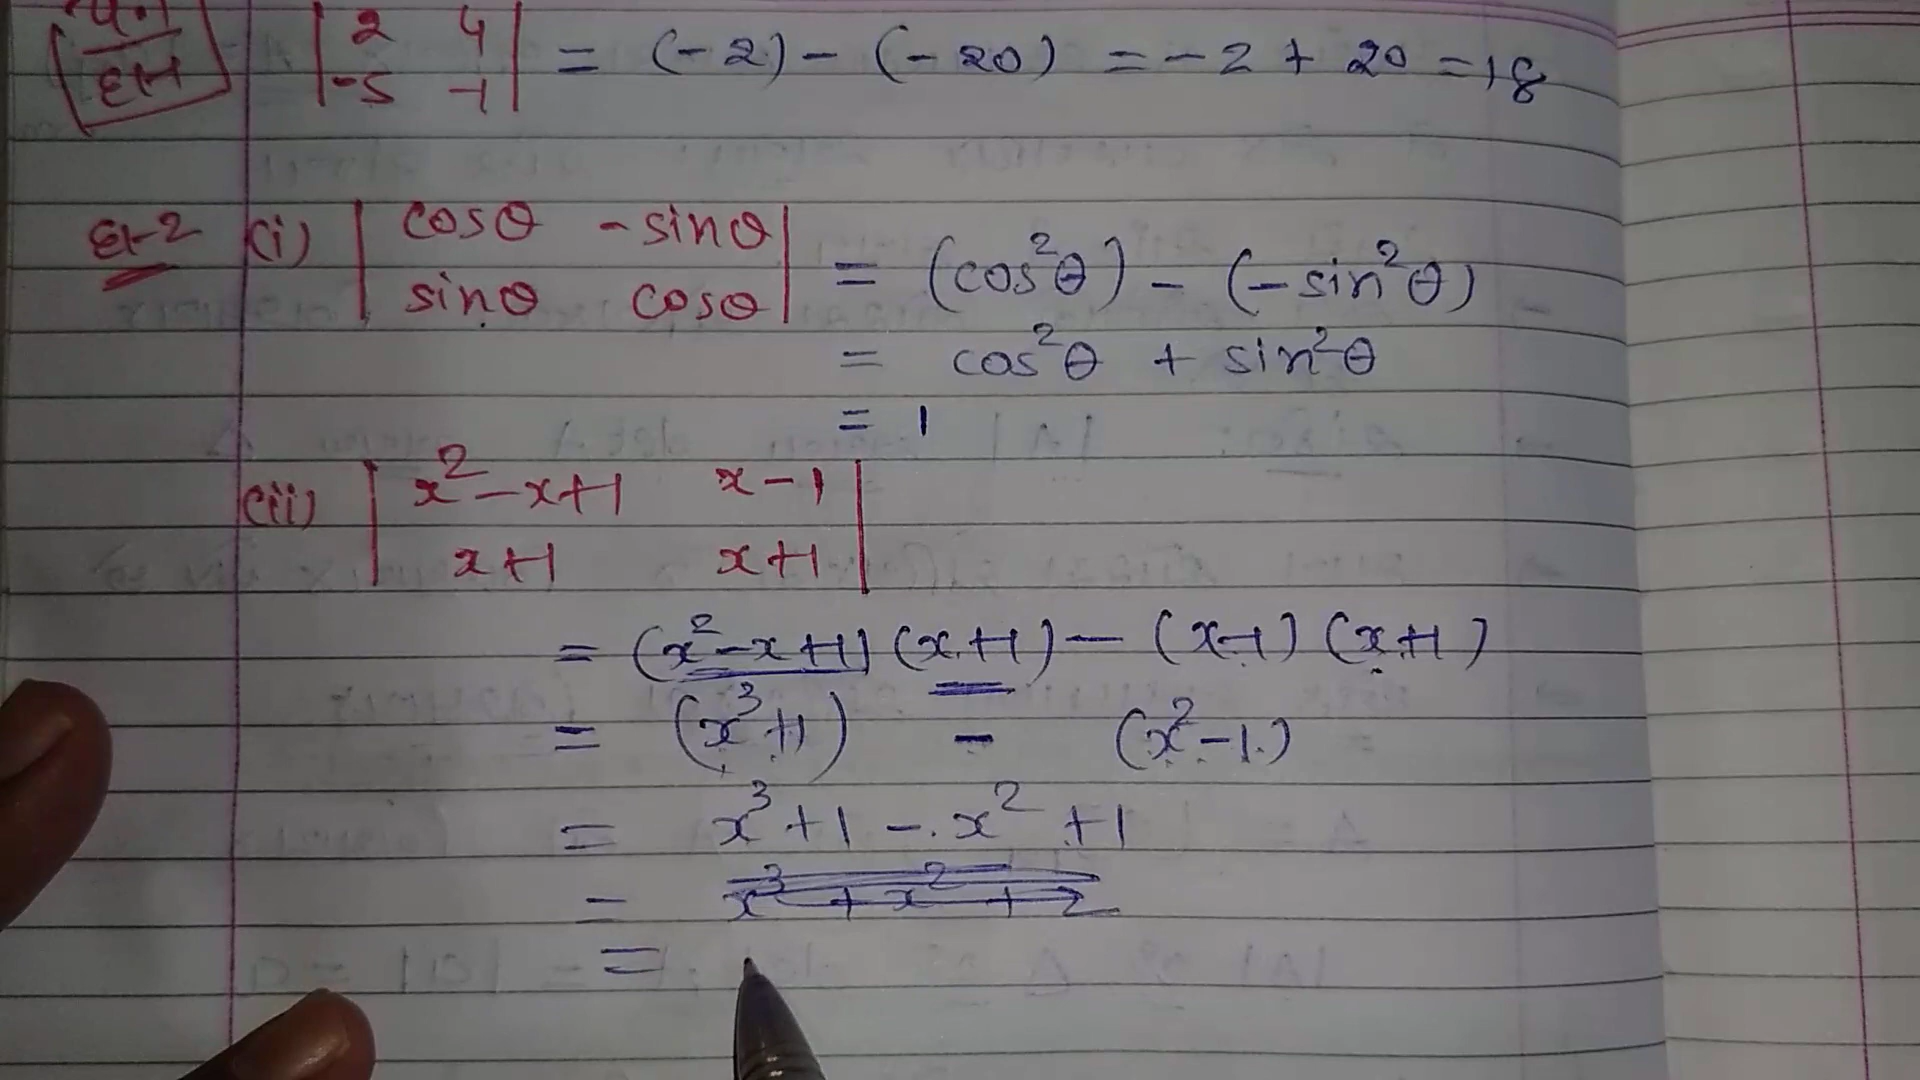 | 2 4 | = (-2) - (-20) = -2 + 20 = 18
| -5 -1 |
Ex-2 (i) | cosθ -sinθ | = (cos²θ) - (-sin²θ)
| sinθ cosθ |
= cos²θ + sin²θ
= 1
(ii) | x²-x+1 x-1 |
| x+1 x+1 |
= (x²-x+1) (x+1) - (x-1) (x+1)
= (x³+1) - (x²-1)
= x³+1 - x² +1
= x³ + x² + 2
=